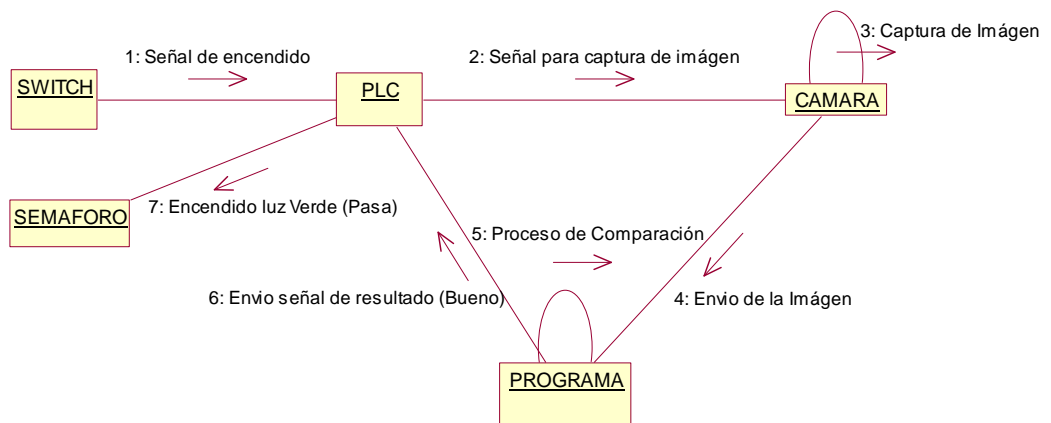 1: Señal de encendido
2: Señal para captura de imágen
3: Captura de Imágen
SWITCH
PLC
CAMARA
7: Encendido luz Verde (Pasa)
SEMAFORO
5: Proceso de Comparación
6: Envio señal de resultado (Bueno)
4: Envio de la Imágen
PROGRAMA